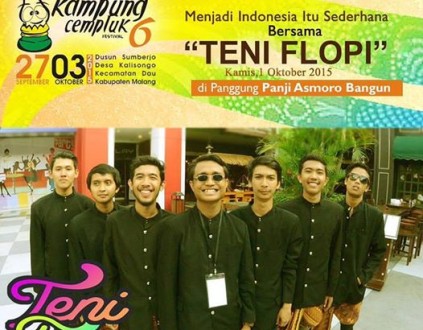 Kampung
cempluk
FESTIVAL
6
27 03
SEPTEMBER OKTOBER
2015
Dusun Sumberjo
Desa Kalisongo
Kecamatan Dau
Kabupaten Malang
Menjadi Indonesia Itu Sederhana
Bersama
“TENI FLOPI”
Kamis,1 Oktober 2015
di Panggung Panji Asmoro Bangun
Teni